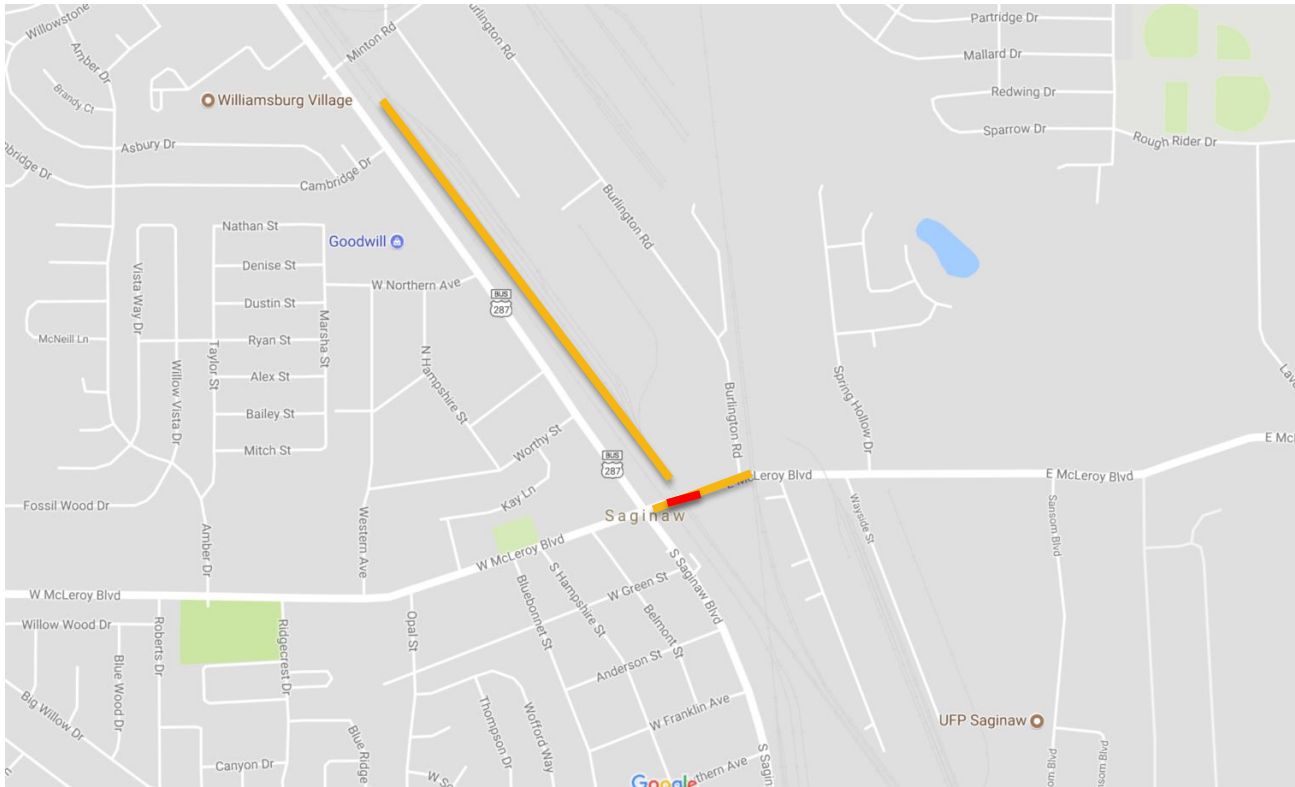 Willowstone
Partridge Dr
Minton Rd
Burlington Rd
Amber Dr
Mallard Dr
Brandy Ct
Williamsburg Village
Redwing Dr
Sparrow Dr
Rough Rider Dr
Asbury Dr
Cambridge Dr
Burlington Rd
Nathan St
Goodwill
Denise St
Vista Way Dr
W Northern Ave
BUS
287
Dustin St
McNeill Ln
Ryan St
Marsha St
Taylor St
Alex St
Willow Vista Dr
N Hampshire St
Spring Hollow Dr
Bailey St
Burlington Rd
Mitch St
Worthy St
BUS
287
E McLeroy Blvd
E McLeroy Blvd
Kay Ln
Fossil Wood Dr
Saginaw
Wayside St
Sansom Blvd
Amber Dr
Western Ave
W McLeroy Blvd
S Saginaw Blvd
W Green St
W McLeroy Blvd
Bluebonnet St
S Hampshire St
Belmont St
Willow Wood Dr
Roberts Dr
Ridgecrest Dr
Opal St
Blue Wood Dr
Anderson St
Big Willow Dr
W Franklin Ave
UFP Saginaw
Thompson Dr
Wofford Way
Blue Ridge
Canyon Dr
S Sagin
Sansom Blvd
Google